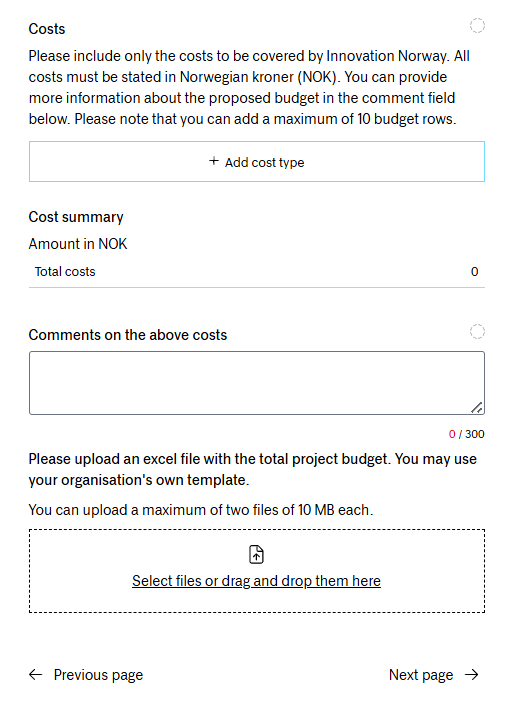 Costs
Please include only the costs to be covered by Innovation Norway. All
costs must be stated in Norwegian kroner (NOK). You can provide
more information about the proposed budget in the comment field
below. Please note that you can add a maximum of 10 budget rows.
+ Add cost type
Cost summary
Amount in NOK
Total costs 0
Comments on the above costs
0 / 300
Please upload an excel file with the total project budget. You may use
your organisation's own template.
You can upload a maximum of two files of 10 MB each.
Select files or drag and drop them here
← Previous page Next page →